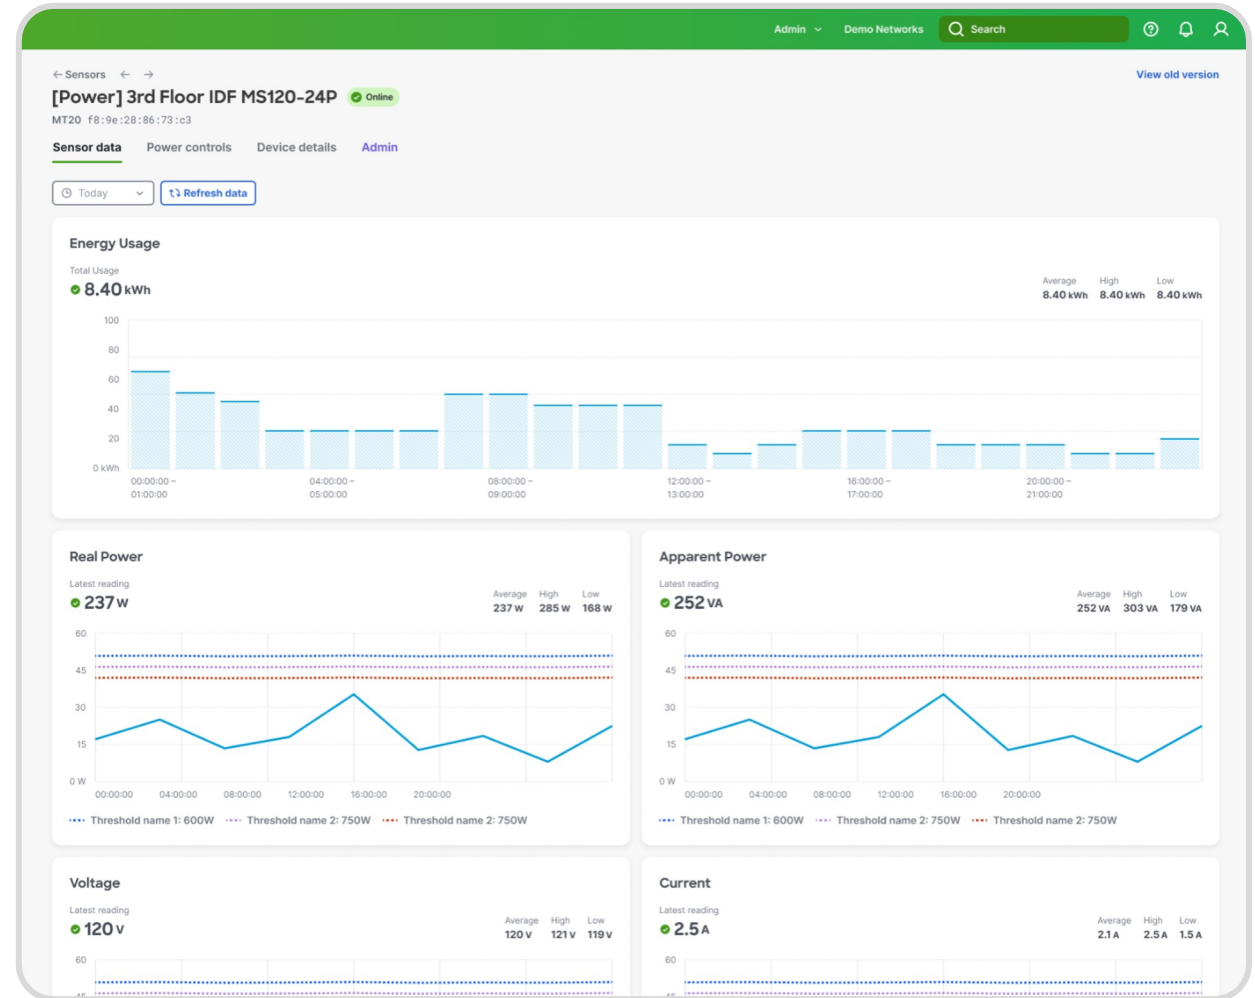 Admin
Demo Networks
Search
← Sensors ← →
View old version
[Power] 3rd Floor IDF MS120-24P
Online
MT20 f8:9e:28:86:73:c3
Sensor data
Power controls
Device details
Admin
Today
Refresh data
Energy Usage
Total Usage
8.40 kWh
Average High Low
8.40 kWh 8.40 kWh 8.40 kWh
100
80
60
40
20
0 kWh
00:00:00 – 04:00:00 – 08:00:00 – 12:00:00 – 16:00:00 – 20:00:00 –
01:00:00 05:00:00 09:00:00 13:00:00 17:00:00 21:00:00
Real Power
Latest reading
237 W
Average High Low
237 W 285 W 168 W
60
45
30
15
0 W
00:00:00 04:00:00 08:00:00 12:00:00 16:00:00 20:00:00
Threshold name 1: 600W Threshold name 2: 750W Threshold name 2: 750W
Apparent Power
Latest reading
252 VA
Average High Low
252 VA 303 VA 179 VA
60
45
30
15
0 W
00:00:00 04:00:00 08:00:00 12:00:00 16:00:00 20:00:00
Threshold name 1: 600W Threshold name 2: 750W Threshold name 2: 750W
Voltage
Latest reading
120 V
Average High Low
120 V 121 V 119 V
60
Current
Latest reading
2.5 A
Average High Low
2.1 A 2.5 A 1.5 A
60